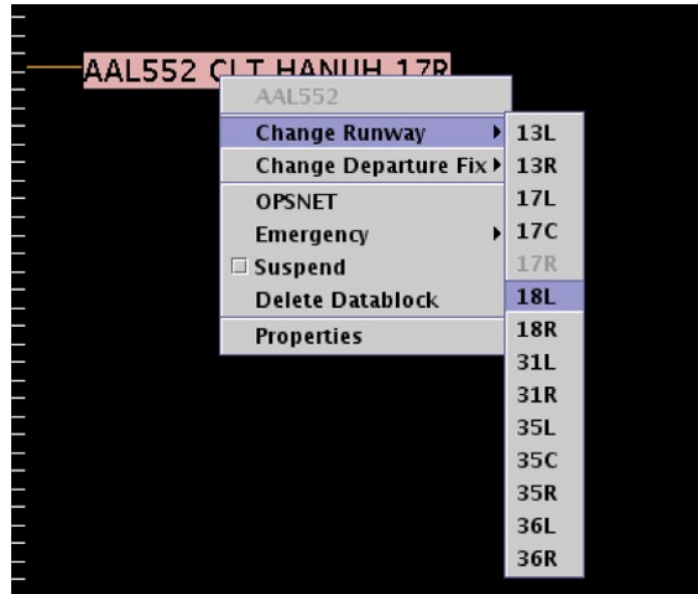 AAL552 CLT HANUH 17R
AAL552
Change Runway
Change Departure Fix
OPSNET
Emergency
Suspend
Delete Datablock
Properties
13L
13R
17L
17C
17R
18L
18R
31L
31R
35L
35C
35R
36L
36R